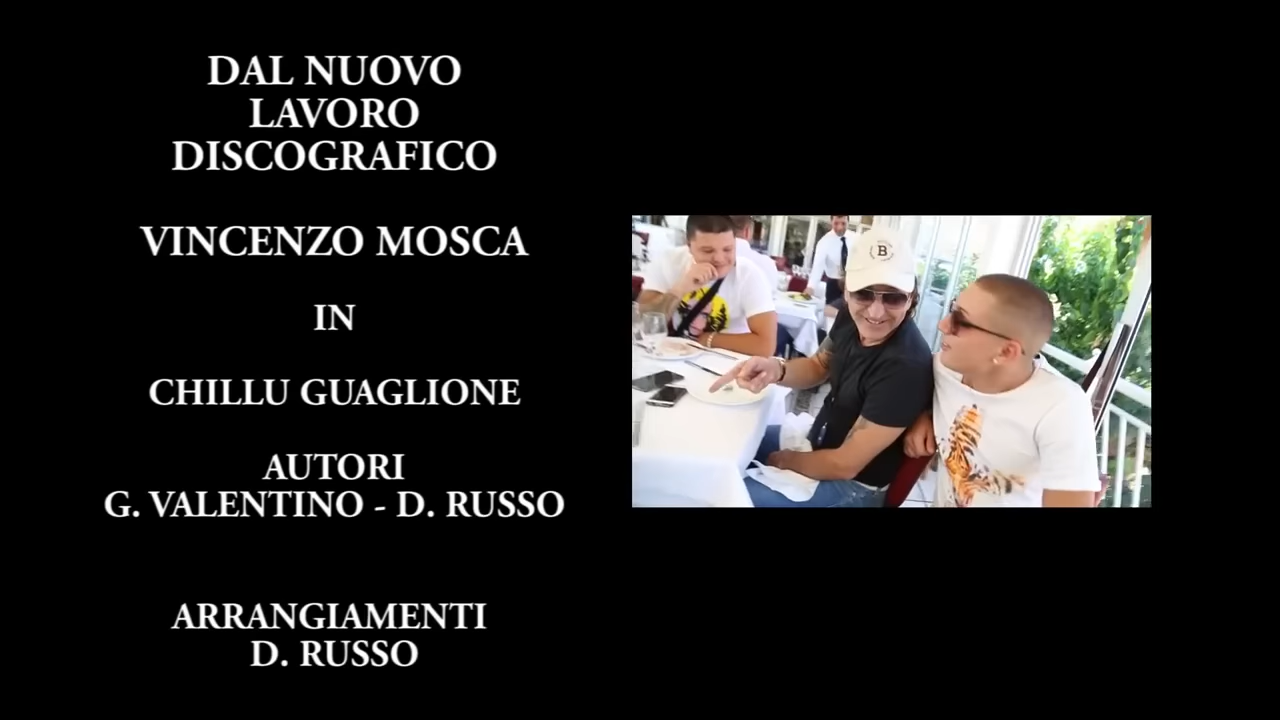 DAL NUOVO
LAVORO
DISCOGRAFICO
VINCENZO MOSCA
IN
CHILLU GUAGLIONE
AUTORI
G. VALENTINO - D. RUSSO
ARRANGIAMENTI
D. RUSSO
B